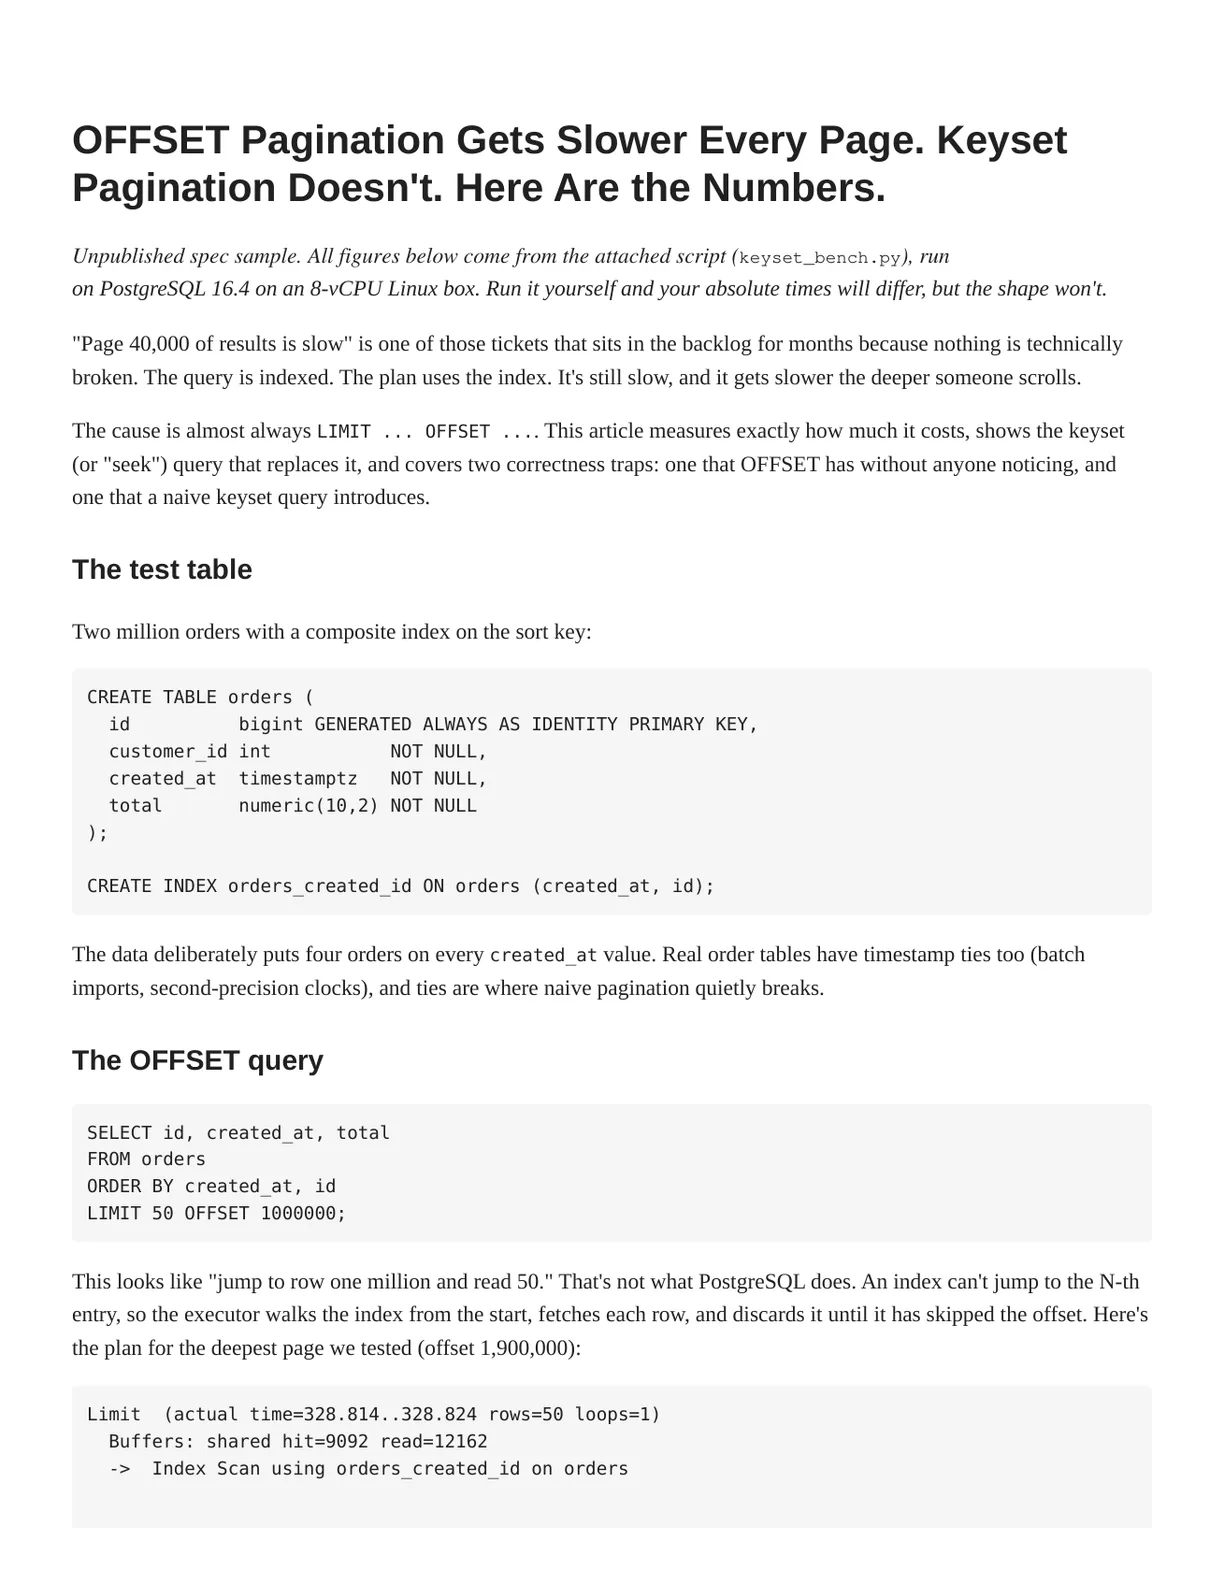 OFFSET Pagination Gets Slower Every Page. Keyset
Pagination Doesn't. Here Are the Numbers.
Unpublished spec sample. All figures below come from the attached script (keyset_bench.py), run
on PostgreSQL 16.4 on an 8-vCPU Linux box. Run it yourself and your absolute times will differ, but the shape won't.
"Page 40,000 of results is slow" is one of those tickets that sits in the backlog for months because nothing is technically
broken. The query is indexed. The plan uses the index. It's still slow, and it gets slower the deeper someone scrolls.
The cause is almost always LIMIT ... OFFSET .... This article measures exactly how much it costs, shows the keyset
(or "seek") query that replaces it, and covers two correctness traps: one that OFFSET has without anyone noticing, and
one that a naive keyset query introduces.
The test table
Two million orders with a composite index on the sort key:
CREATE TABLE orders (
  id          bigint GENERATED ALWAYS AS IDENTITY PRIMARY KEY,
  customer_id int           NOT NULL,
  created_at  timestamptz   NOT NULL,
  total       numeric(10,2) NOT NULL
);
CREATE INDEX orders_created_id ON orders (created_at, id);
The data deliberately puts four orders on every created_at value. Real order tables have timestamp ties too (batch
imports, second-precision clocks), and ties are where naive pagination quietly breaks.
The OFFSET query
SELECT id, created_at, total
FROM orders
ORDER BY created_at, id
LIMIT 50 OFFSET 1000000;
This looks like "jump to row one million and read 50." That's not what PostgreSQL does. An index can't jump to the N-th
entry, so the executor walks the index from the start, fetches each row, and discards it until it has skipped the offset. Here's
the plan for the deepest page we tested (offset 1,900,000):
Limit  (actual time=328.814..328.824 rows=50 loops=1)
  Buffers: shared hit=9092 read=12162
  ->  Index Scan using orders_created_id on orders